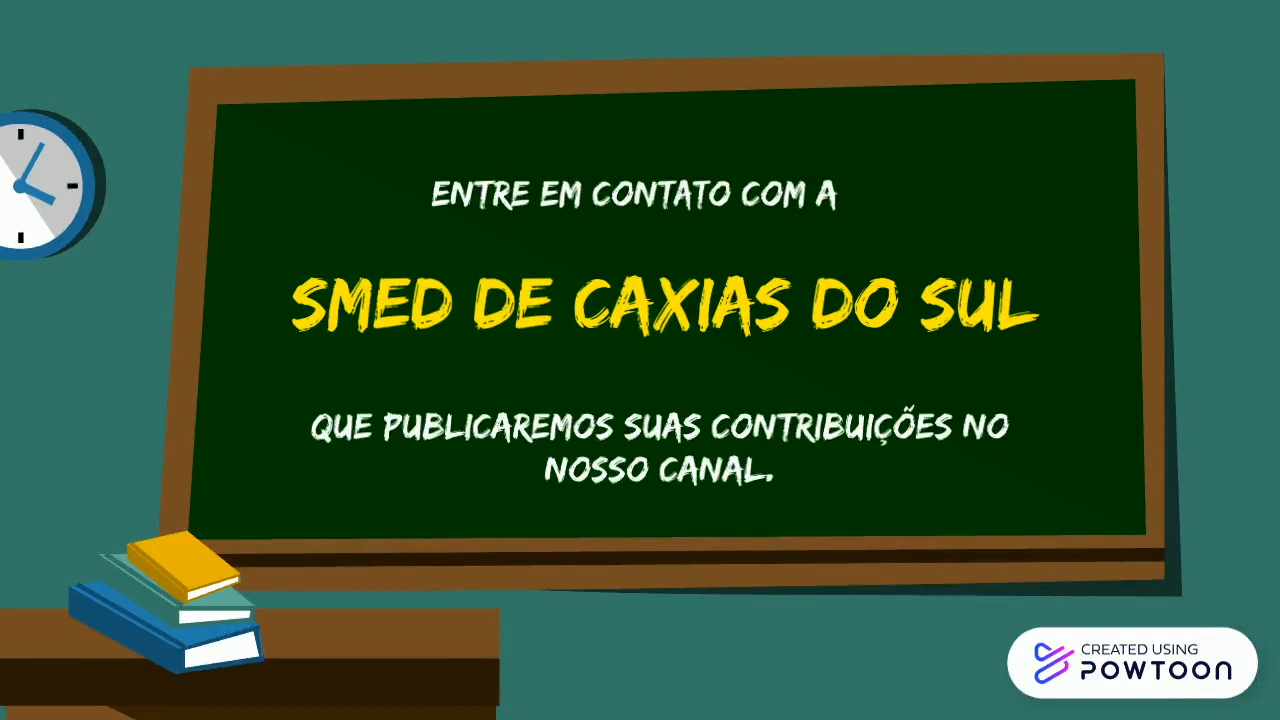 ENTRE EM CONTATO COM A
SMED DE CAXIAS DO SUL
QUE PUBLICAREMOS SUAS CONTRIBUIÇÕES NO
NOSSO CANAL.
CREATED USING
POWTOON